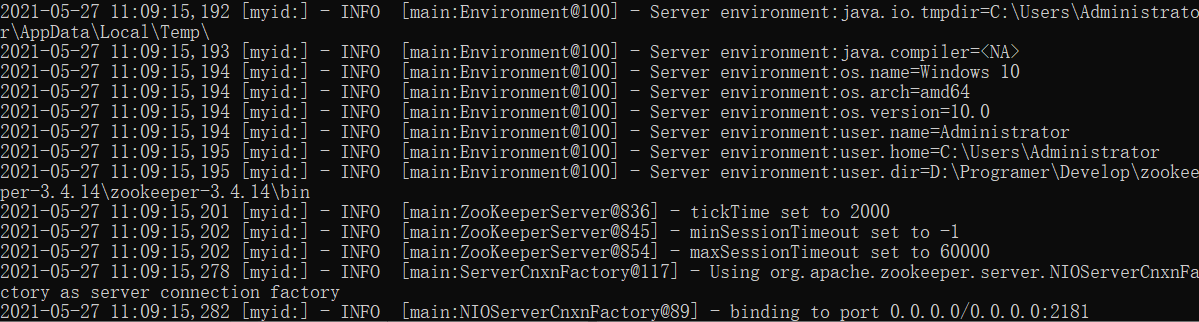 2021-05-27 11:09:15,192 [myid:] - INFO  [main:Environment@100] - Server environment:java.io.tmpdir=C:\Users\Administrato
r\AppData\Local\Temp\
2021-05-27 11:09:15,193 [myid:] - INFO  [main:Environment@100] - Server environment:java.compiler=<NA>
2021-05-27 11:09:15,194 [myid:] - INFO  [main:Environment@100] - Server environment:os.name=Windows 10
2021-05-27 11:09:15,194 [myid:] - INFO  [main:Environment@100] - Server environment:os.arch=amd64
2021-05-27 11:09:15,194 [myid:] - INFO  [main:Environment@100] - Server environment:os.version=10.0
2021-05-27 11:09:15,194 [myid:] - INFO  [main:Environment@100] - Server environment:user.name=Administrator
2021-05-27 11:09:15,195 [myid:] - INFO  [main:Environment@100] - Server environment:user.home=C:\Users\Administrator
2021-05-27 11:09:15,195 [myid:] - INFO  [main:Environment@100] - Server environment:user.dir=D:\Programer\Develop\zookee
per-3.4.14\zookeeper-3.4.14\bin
2021-05-27 11:09:15,201 [myid:] - INFO  [main:ZooKeeperServer@836] - tickTime set to 2000
2021-05-27 11:09:15,202 [myid:] - INFO  [main:ZooKeeperServer@845] - minSessionTimeout set to -1
2021-05-27 11:09:15,202 [myid:] - INFO  [main:ZooKeeperServer@854] - maxSessionTimeout set to 60000
2021-05-27 11:09:15,278 [myid:] - INFO  [main:ServerCnxnFactory@117] - Using org.apache.zookeeper.server.NIOServerCnxnFa
ctory as server connection factory
2021-05-27 11:09:15,282 [myid:] - INFO  [main:NIOServerCnxnFactory@89] - binding to port 0.0.0.0/0.0.0.0:2181